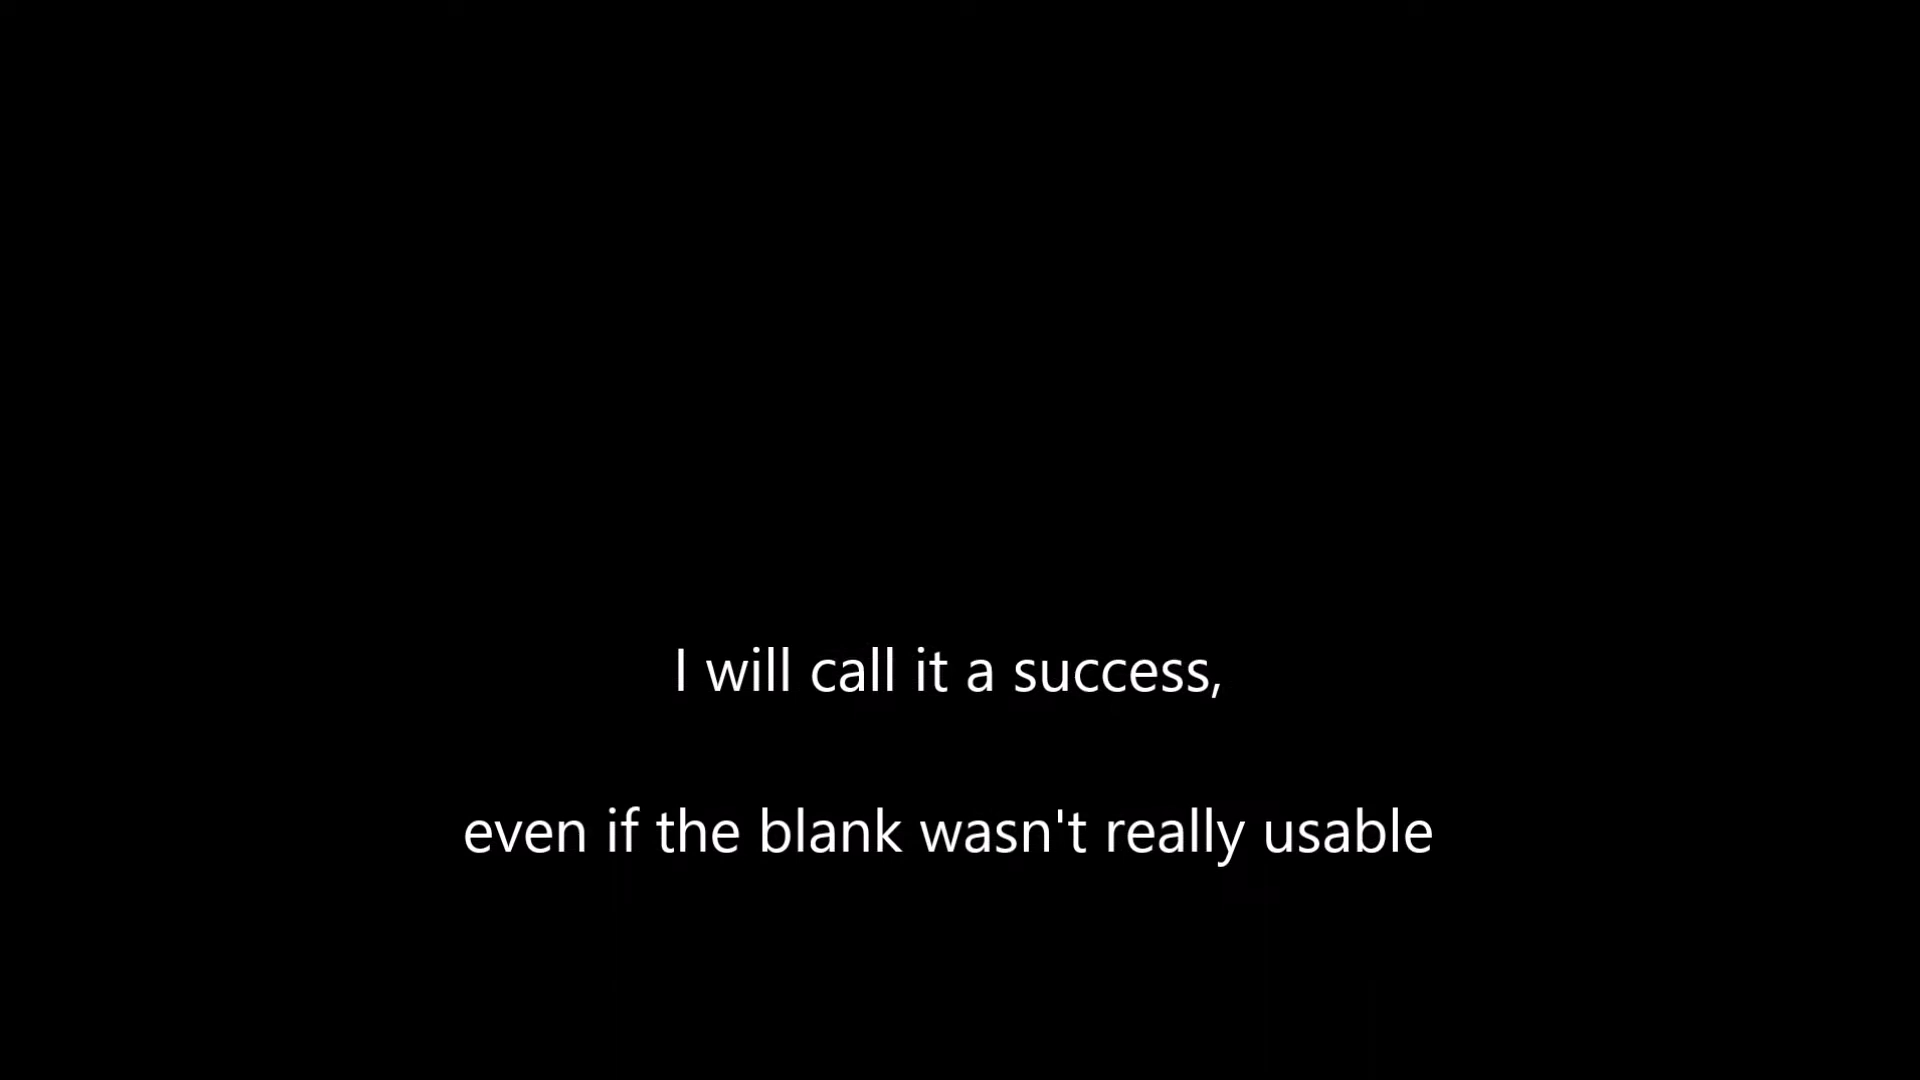 I will call it a success,
even if the blank wasn't really usable